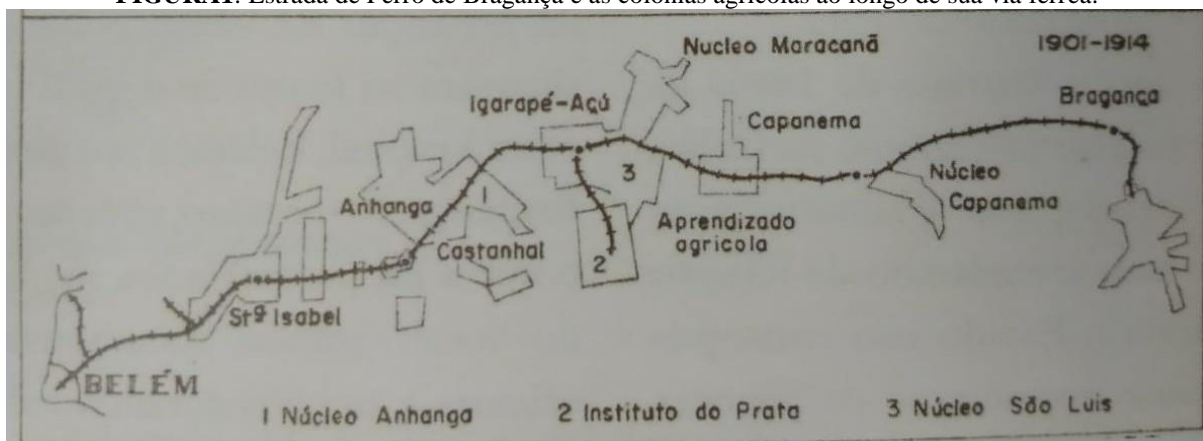 FIGURA1: Estrada de Ferro de Bragança e as colônias agrícolas ao longo de sua via férrea.
1901-1914
Nucleo Maracanã
Bragança
Igarapé-Açú
Capanema
3
Núcleo
Capanema
1
Anhanga
Aprendizado
agrícola
Castanhal
2
Stª Isabel
BELÉM
1 Núcleo Anhanga
2 Instituto do Prata
3 Núcleo São Luis